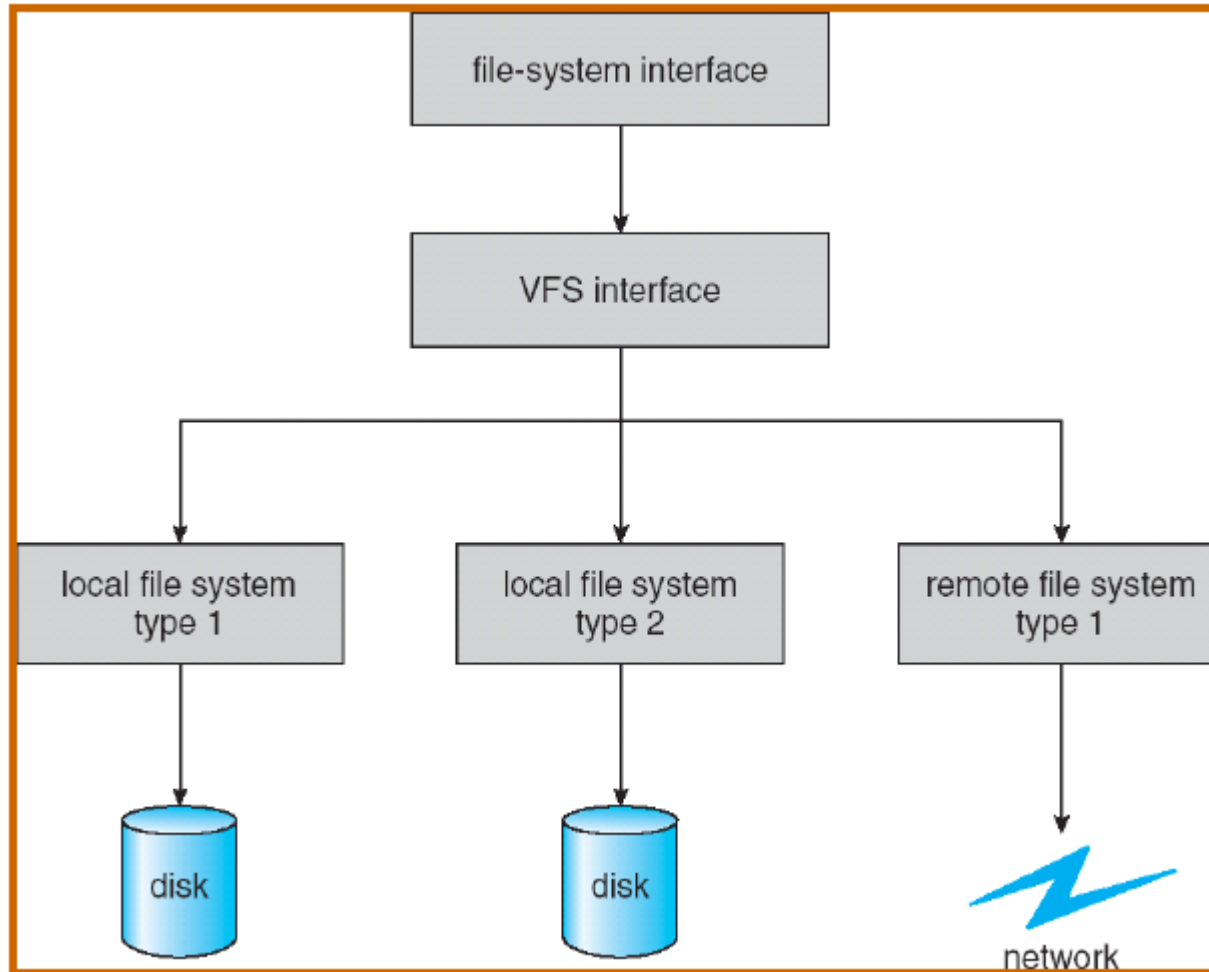 file-system interface
VFS interface
local file system
type 1
local file system
type 2
remote file system
type 1
disk
disk
network